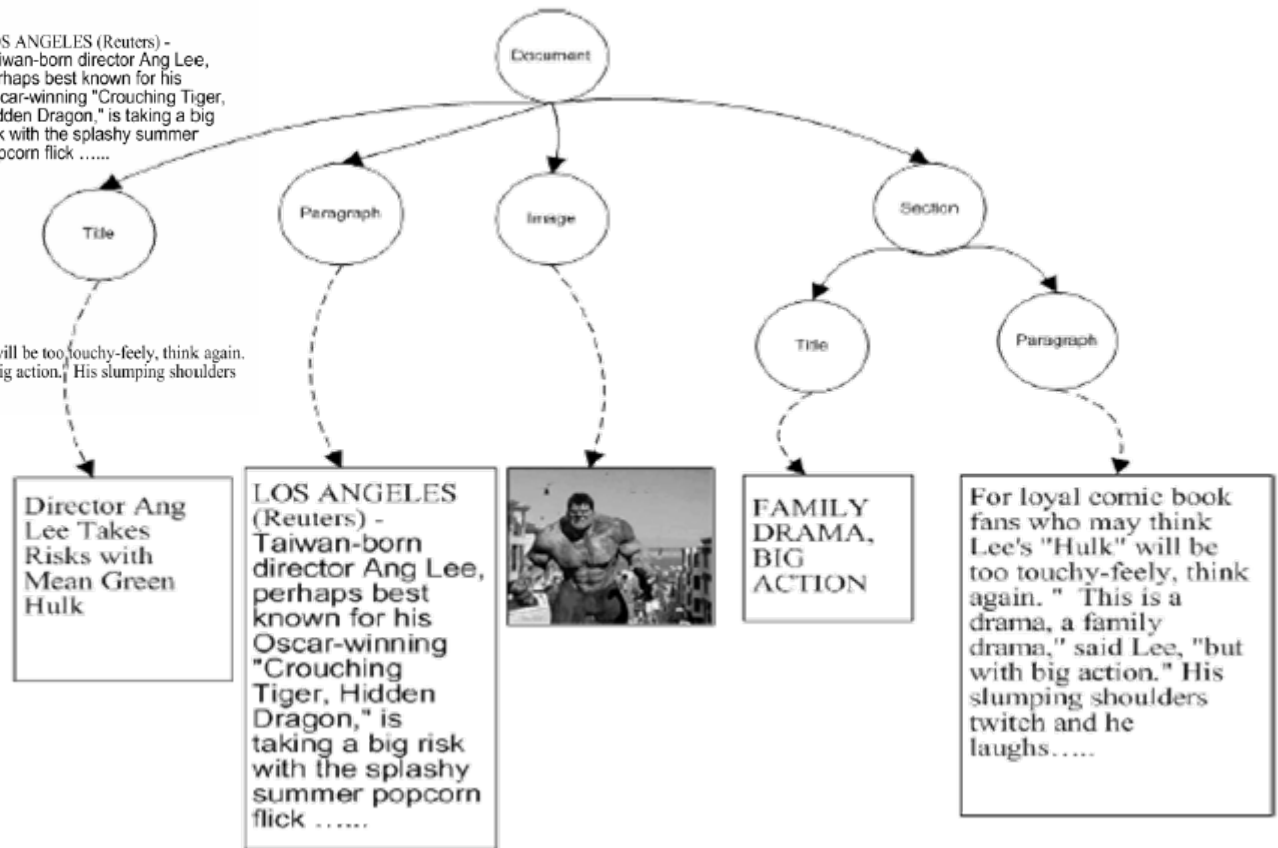 OS ANGELES (Reuters) -
iwan-born director Ang Lee,
rhaps best known for his
scar-winning "Crouching Tiger,
dden Dragon," is taking a big
k with the splashy summer
pcorn flick ......
Document
Title
Paragraph
Image
Section
Title
Paragraph
will be too touchy-feely, think again.
ig action." His slumping shoulders
Director Ang
Lee Takes
Risks with
Mean Green
Hulk
LOS ANGELES
(Reuters) -
Taiwan-born
director Ang Lee,
perhaps best
known for his
Oscar-winning
"Crouching
Tiger, Hidden
Dragon," is
taking a big risk
with the splashy
summer popcorn
flick ......
FAMILY
DRAMA,
BIG
ACTION
For loyal comic book
fans who may think
Lee's "Hulk" will be
too touchy-feely, think
again. " This is a
drama, a family
drama," said Lee, "but
with big action." His
slumping shoulders
twitch and he
laughs.....